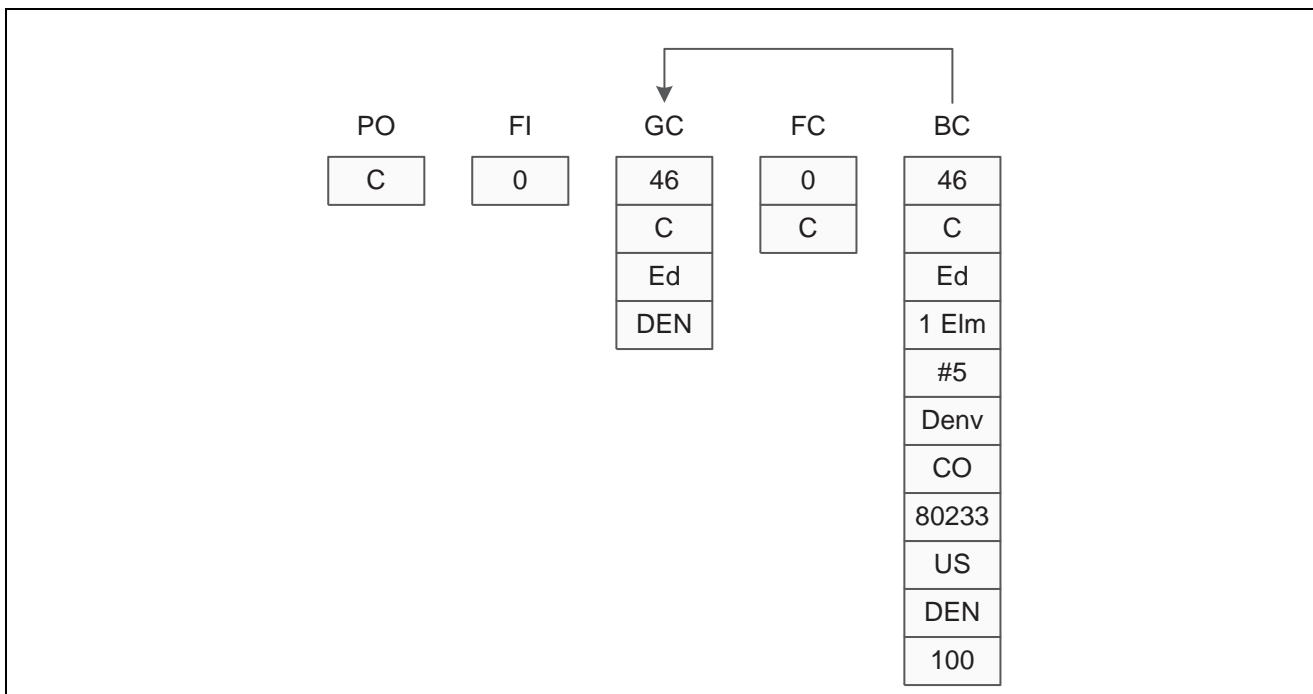 PO FI GC FC BC
C 0 46 0 46
C C C
Ed Ed
DEN 1 Elm
#5
Denv
CO
80233
US
DEN
100